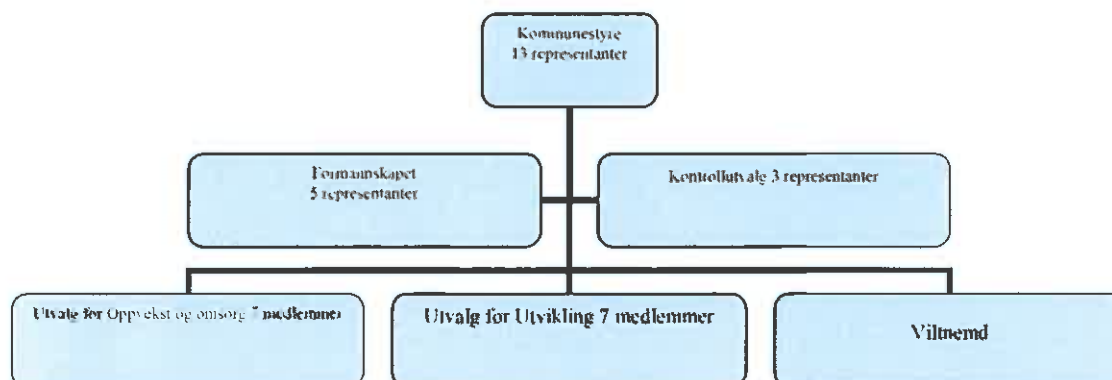 Kommunestyre
13 representanter
Formannskapet
5 representanter
Kontrollutvalg 3 representanter
Utvalg for Oppvekst og omsorg 7 medlemmer
Utvalg for Utvikling 7 medlemmer
Viltnemd